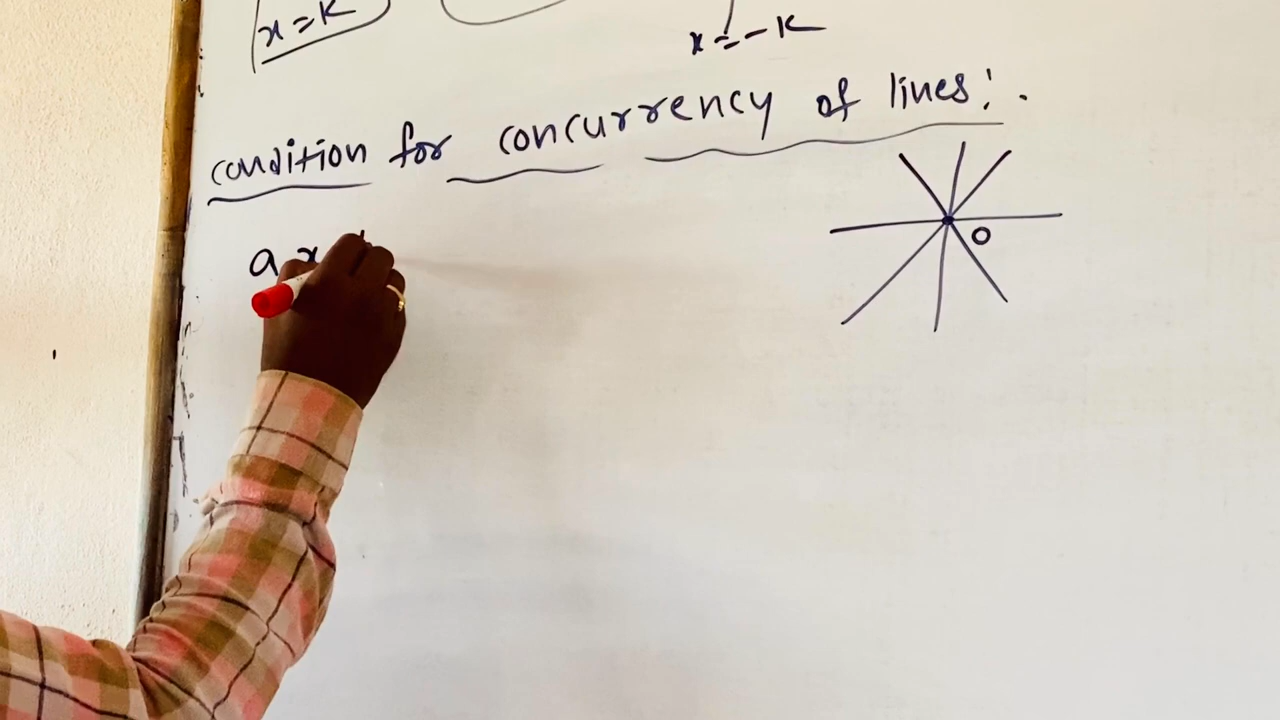 x=K
x=-K
condition for concurrency of lines:.
O
a x